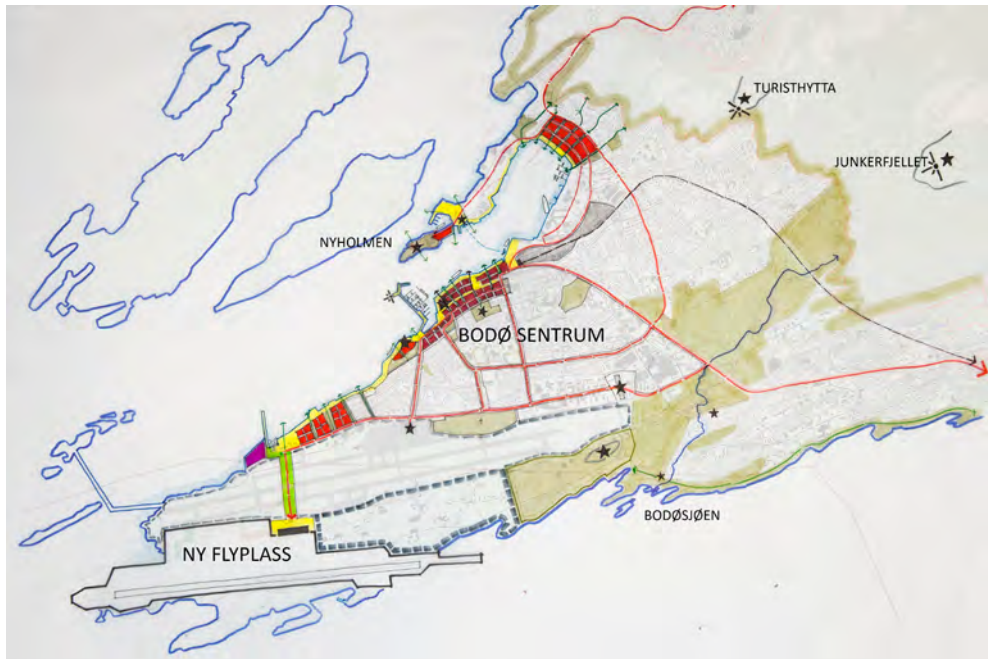 TURISTHYTTA
JUNKERFJELLET
NYHOLMEN
BODØ SENTRUM
BODØSJØEN
NY FLYPLASS